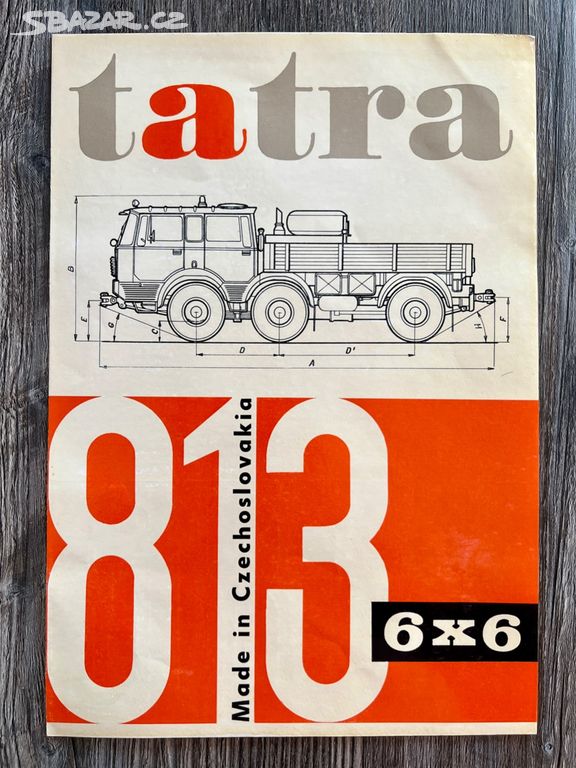 SBAZAR.CZ
tatra
B
E
G
C
D
D'
A
H
F
813
Made in Czechoslovakia
6x6